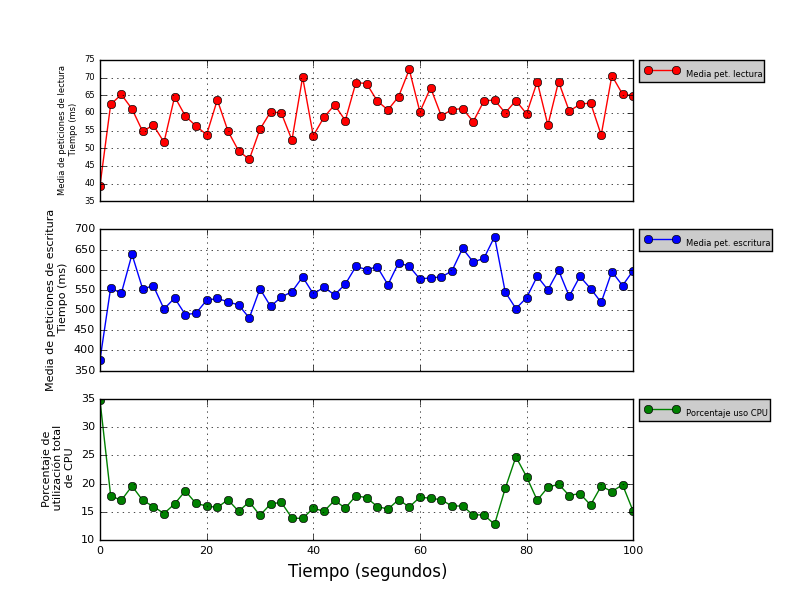 Media de peticiones de lectura
Tiempo (ms)
75
70
65
60
55
50
45
40
35
Media pet. lectura
Media de peticiones de escritura
Tiempo (ms)
700
650
600
550
500
450
400
350
Media pet. escritura
Porcentaje de
utilización total
de CPU
35
30
25
20
15
10
Porcentaje uso CPU
0 20 40 60 80 100
Tiempo (segundos)